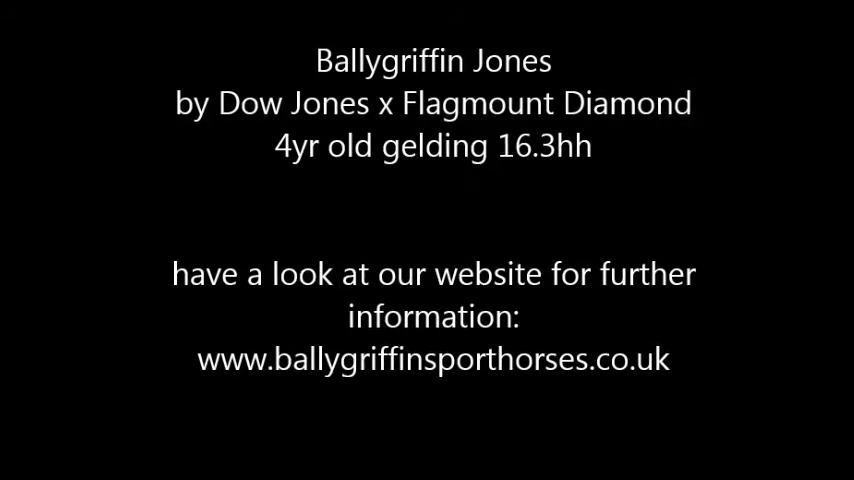 Ballygriffin Jones
by Dow Jones x Flagmount Diamond
4yr old gelding 16.3hh
have a look at our website for further
information:
www.ballygriffinsporthorses.co.uk